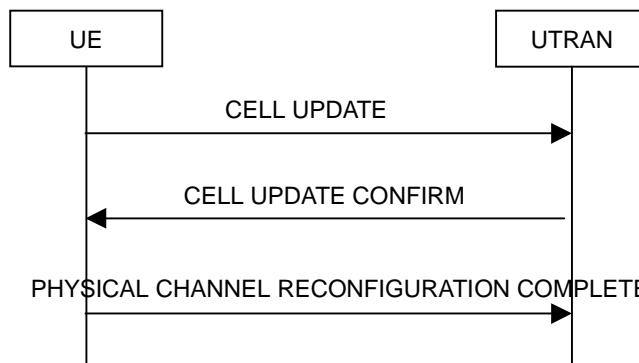 UE
UTRAN
CELL UPDATE
CELL UPDATE CONFIRM
PHYSICAL CHANNEL RECONFIGURATION COMPLETE